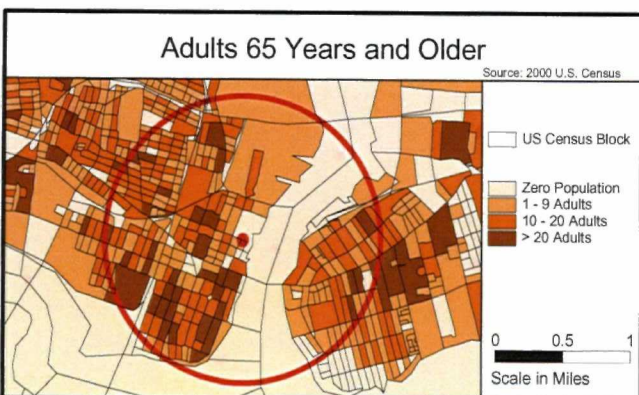 Adults 65 Years and Older
Source: 2000 U.S. Census
US Census Block
Zero Population
1 - 9 Adults
10 - 20 Adults
> 20 Adults
0 0.5 1
Scale in Miles